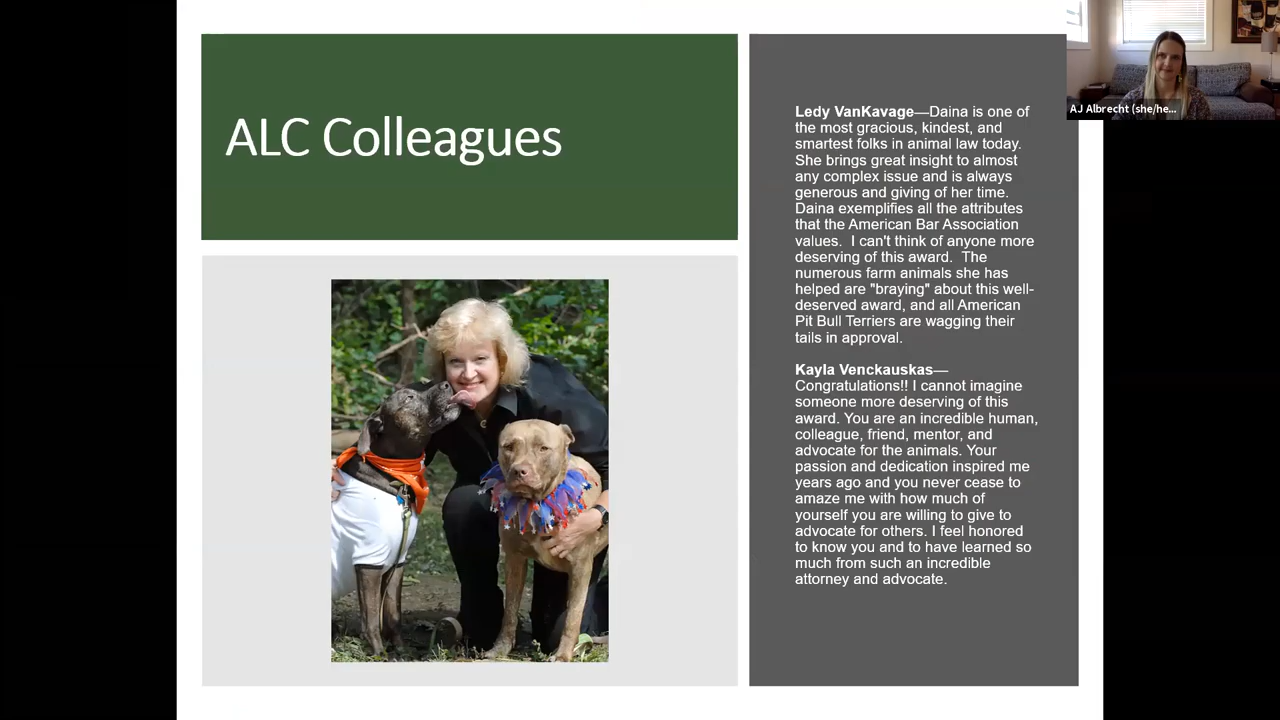 ALC Colleagues
Ledy VanKavage—Daina is one of
the most gracious, kindest, and
smartest folks in animal law today.
She brings great insight to almost
any complex issue and is always
generous and giving of her time.
Daina exemplifies all the attributes
that the American Bar Association
values.  I can't think of anyone more
deserving of this award.  The
numerous farm animals she has
helped are "braying" about this well-
deserved award, and all American
Pit Bull Terriers are wagging their
tails in approval.
Kayla Venckauskas—
Congratulations!! I cannot imagine
someone more deserving of this
award. You are an incredible human,
colleague, friend, mentor, and
advocate for the animals. Your
passion and dedication inspired me
years ago and you never cease to
amaze me with how much of
yourself you are willing to give to
advocate for others. I feel honored
to know you and to have learned so
much from such an incredible
attorney and advocate.
AJ Albrecht (she/he...